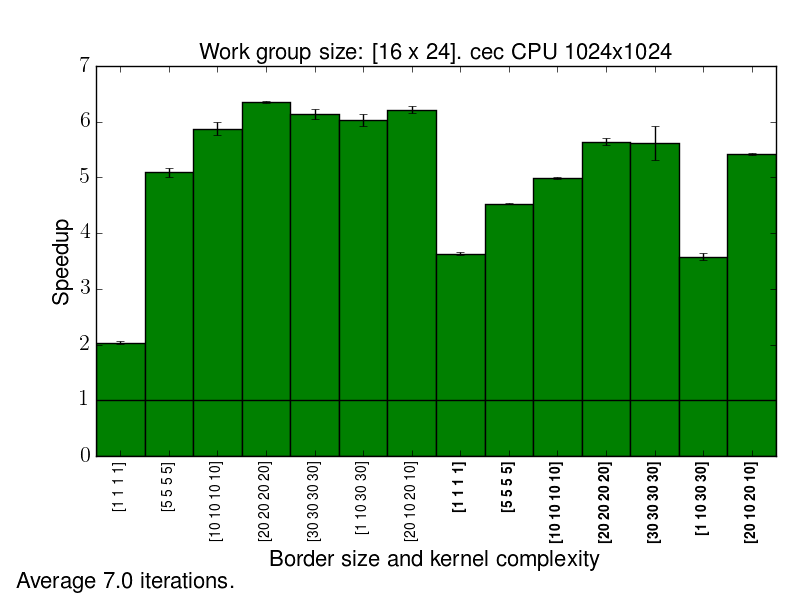 Work group size: [16 x 24]. cec CPU 1024x1024
7
6
5
4
3
2
1
0
Speedup
[1 1 1 1]
[5 5 5 5]
[10 10 10 10]
[20 20 20 20]
[30 30 30 30]
[1 10 30 30]
[20 10 20 10]
[1 1 1 1]
[5 5 5 5]
[10 10 10 10]
[20 20 20 20]
[30 30 30 30]
[1 10 30 30]
[20 10 20 10]
Border size and kernel complexity
Average 7.0 iterations.